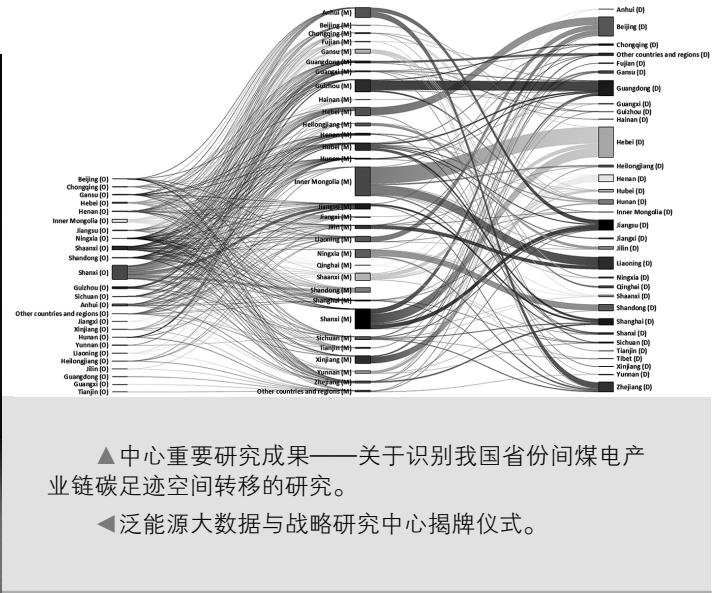 Beijing (O)
Chongqing (O)
Gansu (O)
Hebei (O)
Henan (O)
Inner Mongolia (O)
Jiangsu (O)
Ningxia (O)
Shaanxi (O)
Shandong (O)
Shanxi (O)
Guizhou (O)
Sichuan (O)
Anhui (O)
Other countries and regions (O)
Jiangxi (O)
Xinjiang (O)
Hunan (O)
Yunnan (O)
Liaoning (O)
Heilongjiang (O)
Jilin (O)
Guangdong (O)
Guangxi (O)
Tianjin (O)
Anhui (M)
Beijing (M)
Chongqing (M)
Fujian (M)
Gansu (M)
Guangdong (M)
Guangxi (M)
Guizhou (M)
Hainan (M)
Hebei (M)
Heilongjiang (M)
Henan (M)
Hubei (M)
Hunan (M)
Inner Mongolia (M)
Jiangsu (M)
Jiangxi (M)
Jilin (M)
Liaoning (M)
Ningxia (M)
Qinghai (M)
Shaanxi (M)
Shandong (M)
Shanghai (M)
Shanxi (M)
Sichuan (M)
Tianjin (M)
Xinjiang (M)
Yunnan (M)
Zhejiang (M)
Other countries and regions (M)
Anhui (D)
Beijing (D)
Chongqing (D)
Other countries and regions (D)
Fujian (D)
Gansu (D)
Guangdong (D)
Guangxi (D)
Guizhou (D)
Hainan (D)
Hebei (D)
Heilongjiang (D)
Henan (D)
Hubei (D)
Hunan (D)
Inner Mongolia (D)
Jiangsu (D)
Jiangxi (D)
Jilin (D)
Liaoning (D)
Ningxia (D)
Qinghai (D)
Shaanxi (D)
Shandong (D)
Shanghai (D)
Shanxi (D)
Sichuan (D)
Tianjin (D)
Tibet (D)
Xinjiang (D)
Yunnan (D)
Zhejiang (D)
▲中心重要研究成果——关于识别我国省份间煤电产
业链碳足迹空间转移的研究。
◀泛能源大数据与战略研究中心揭牌仪式。